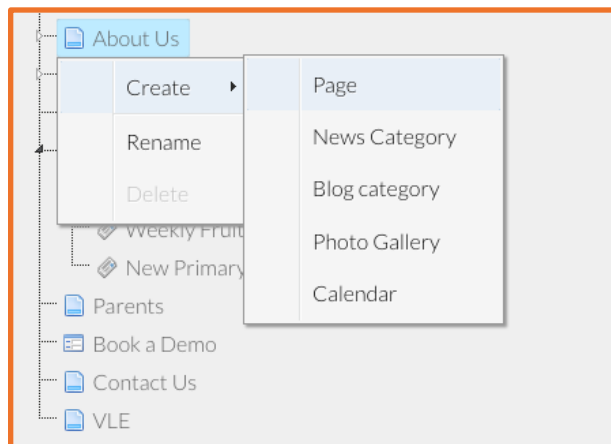 About Us
Create
Rename
Delete
Page
News Category
Blog category
Photo Gallery
Calendar
Weekly Fruit
New Primary
Parents
Book a Demo
Contact Us
VLE